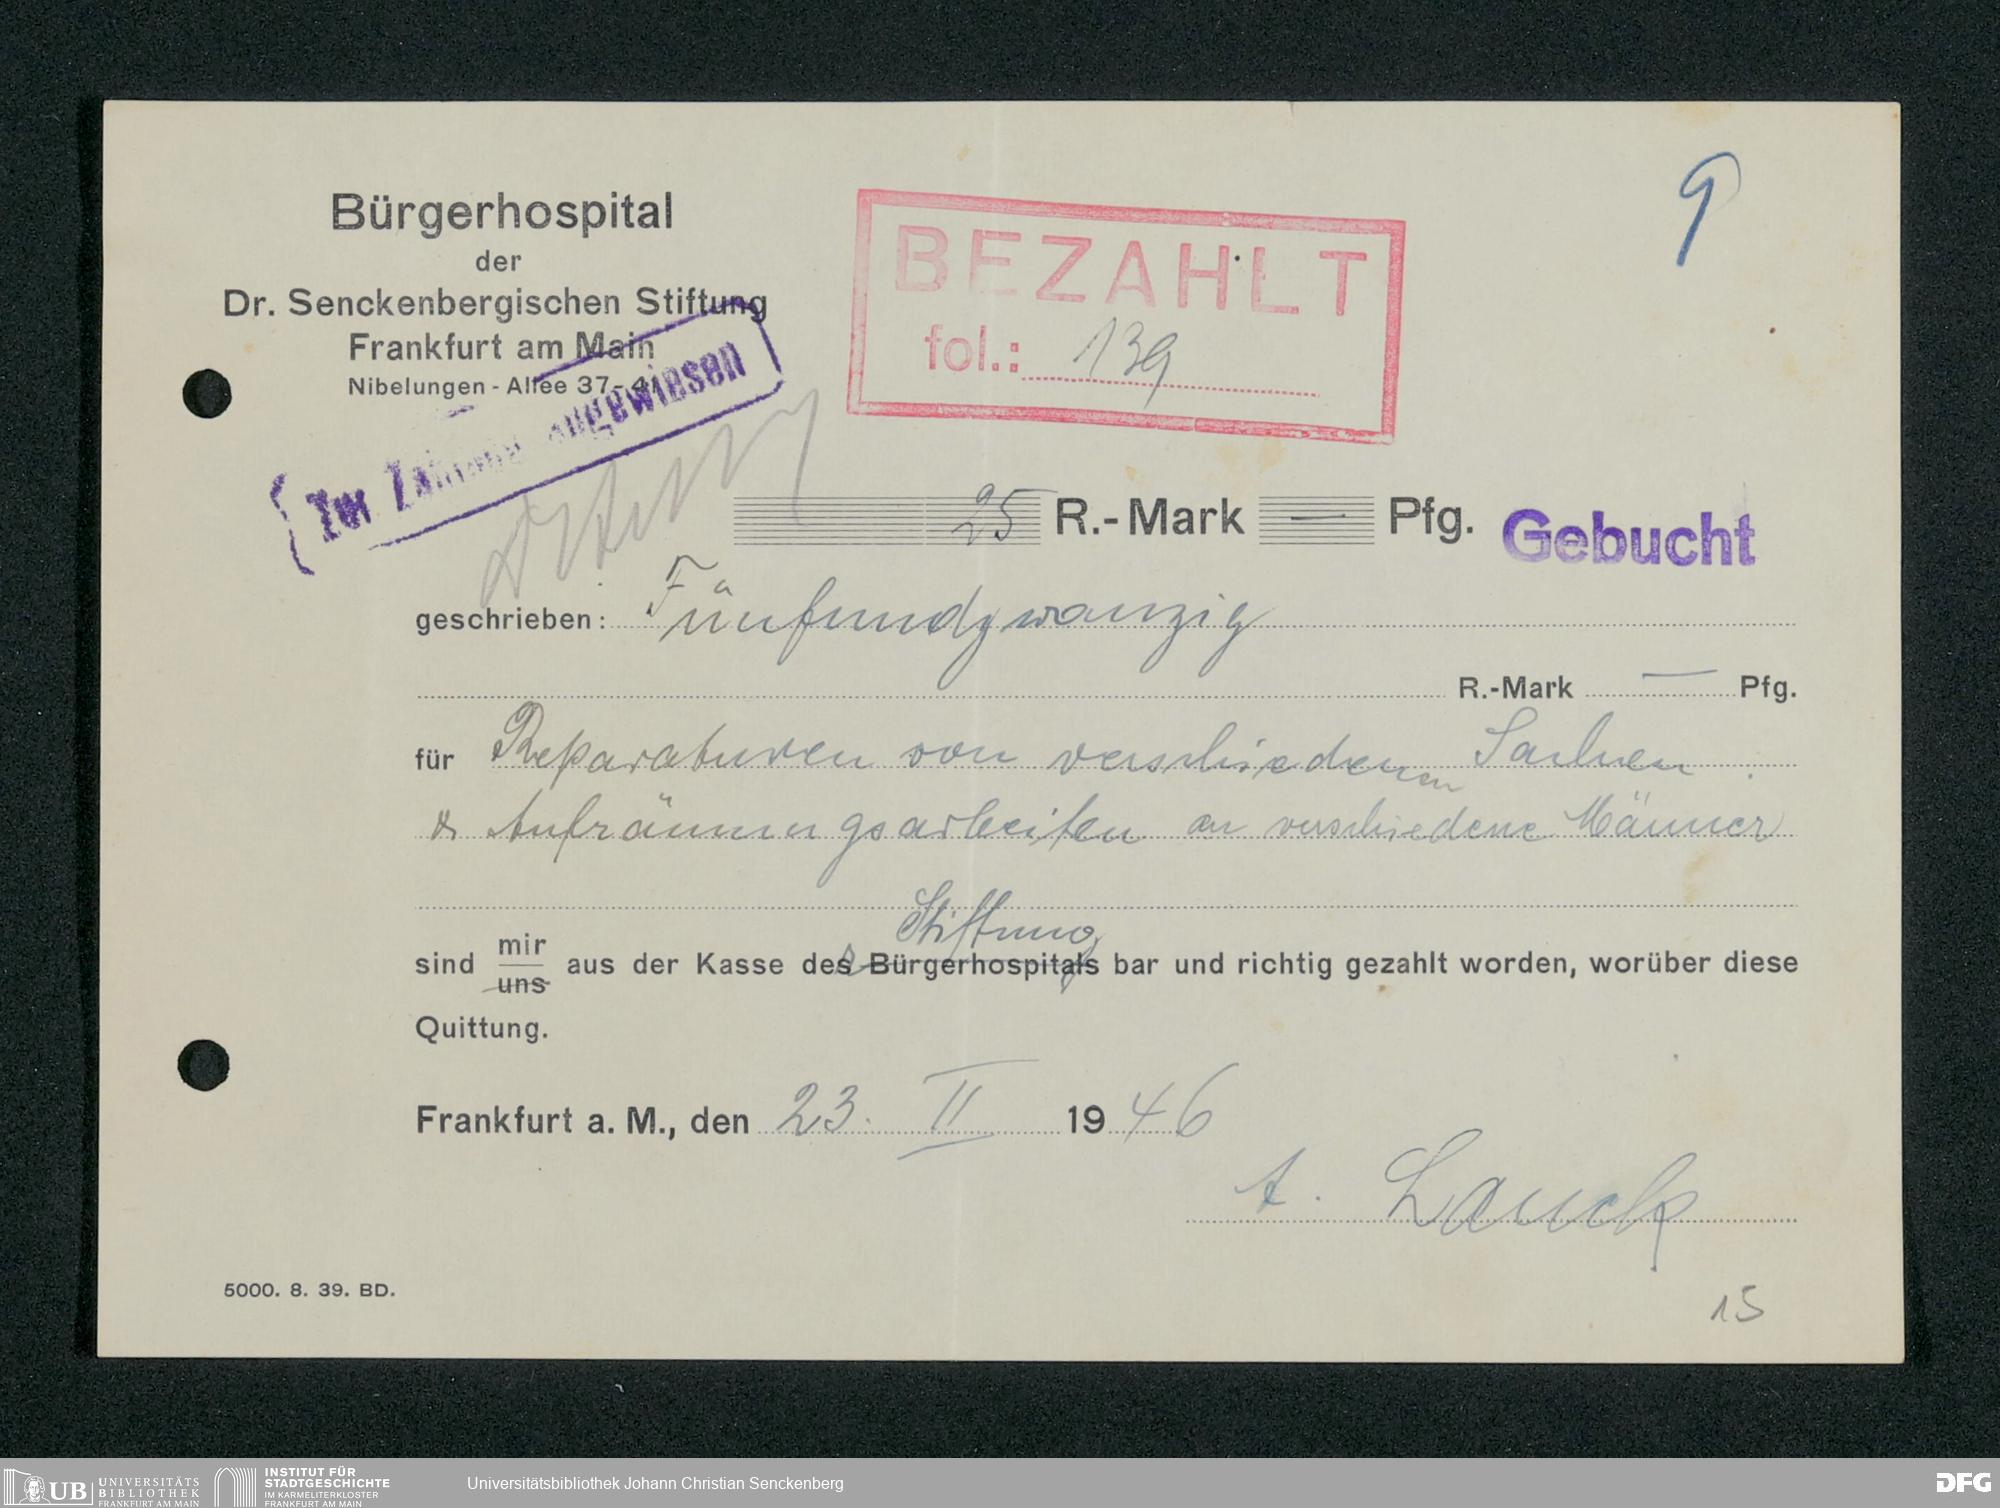 9
Bürgerhospital
der
Dr. Senckenbergischen Stiftung
Frankfurt am Main
Nibelungen - Allee 37-41
Zur Zahlung angewiesen
BEZAHLT
fol.: 139
25 R.-Mark — Pfg.
Gebucht
geschrieben: Fünfundzwanzig
R.-Mark — Pfg.
für Reparaturen von verschiedenen Sachen
& Aufräumungsarbeiten an verschiedene Männer
Stiftung
sind mir aus der Kasse des Bürgerhospitals bar und richtig gezahlt worden, worüber diese
uns
Quittung.
Frankfurt a. M., den 23. II 1946
A. Lauck
5000. 8. 39. BD.
15
UB UNIVERSITÄTS BIBLIOTHEK FRANKFURT AM MAIN
INSTITUT FÜR STADTGESCHICHTE IM KARMELITERKLOSTER FRANKFURT AM MAIN
Universitätsbibliothek Johann Christian Senckenberg
DFG